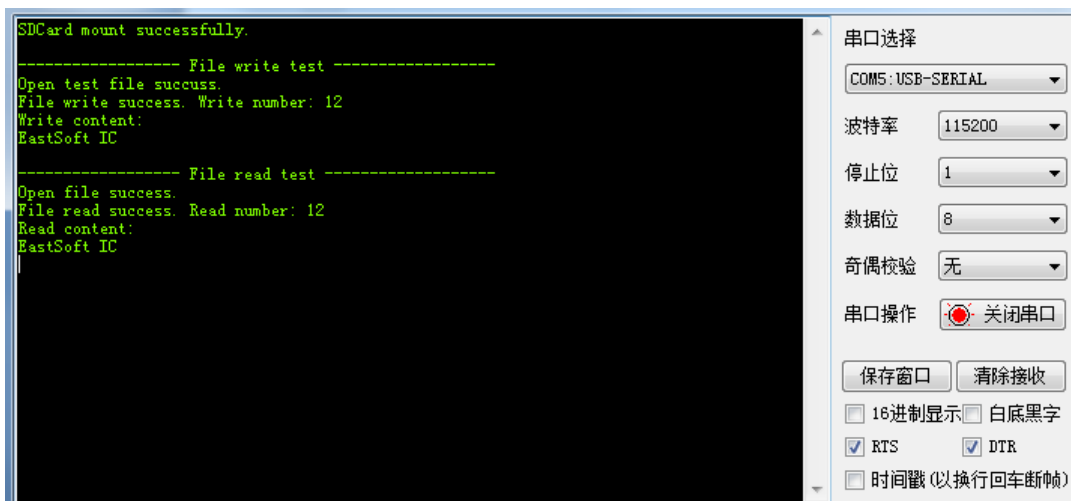 SDCard mount successfully.
------------------ File write test ------------------
Open test file succuss.
File write success. Write number: 12
Write content:
EastSoft IC
------------------ File read test -------------------
Open file success.
File read success. Read number: 12
Read content:
EastSoft IC
串口选择
COM5:USB-SERIAL
波特率 115200
停止位 1
数据位 8
奇偶校验 无
串口操作 关闭串口
保存窗口 清除接收
16进制显示 白底黑字
RTS DTR
时间戳(以换行回车断帧)